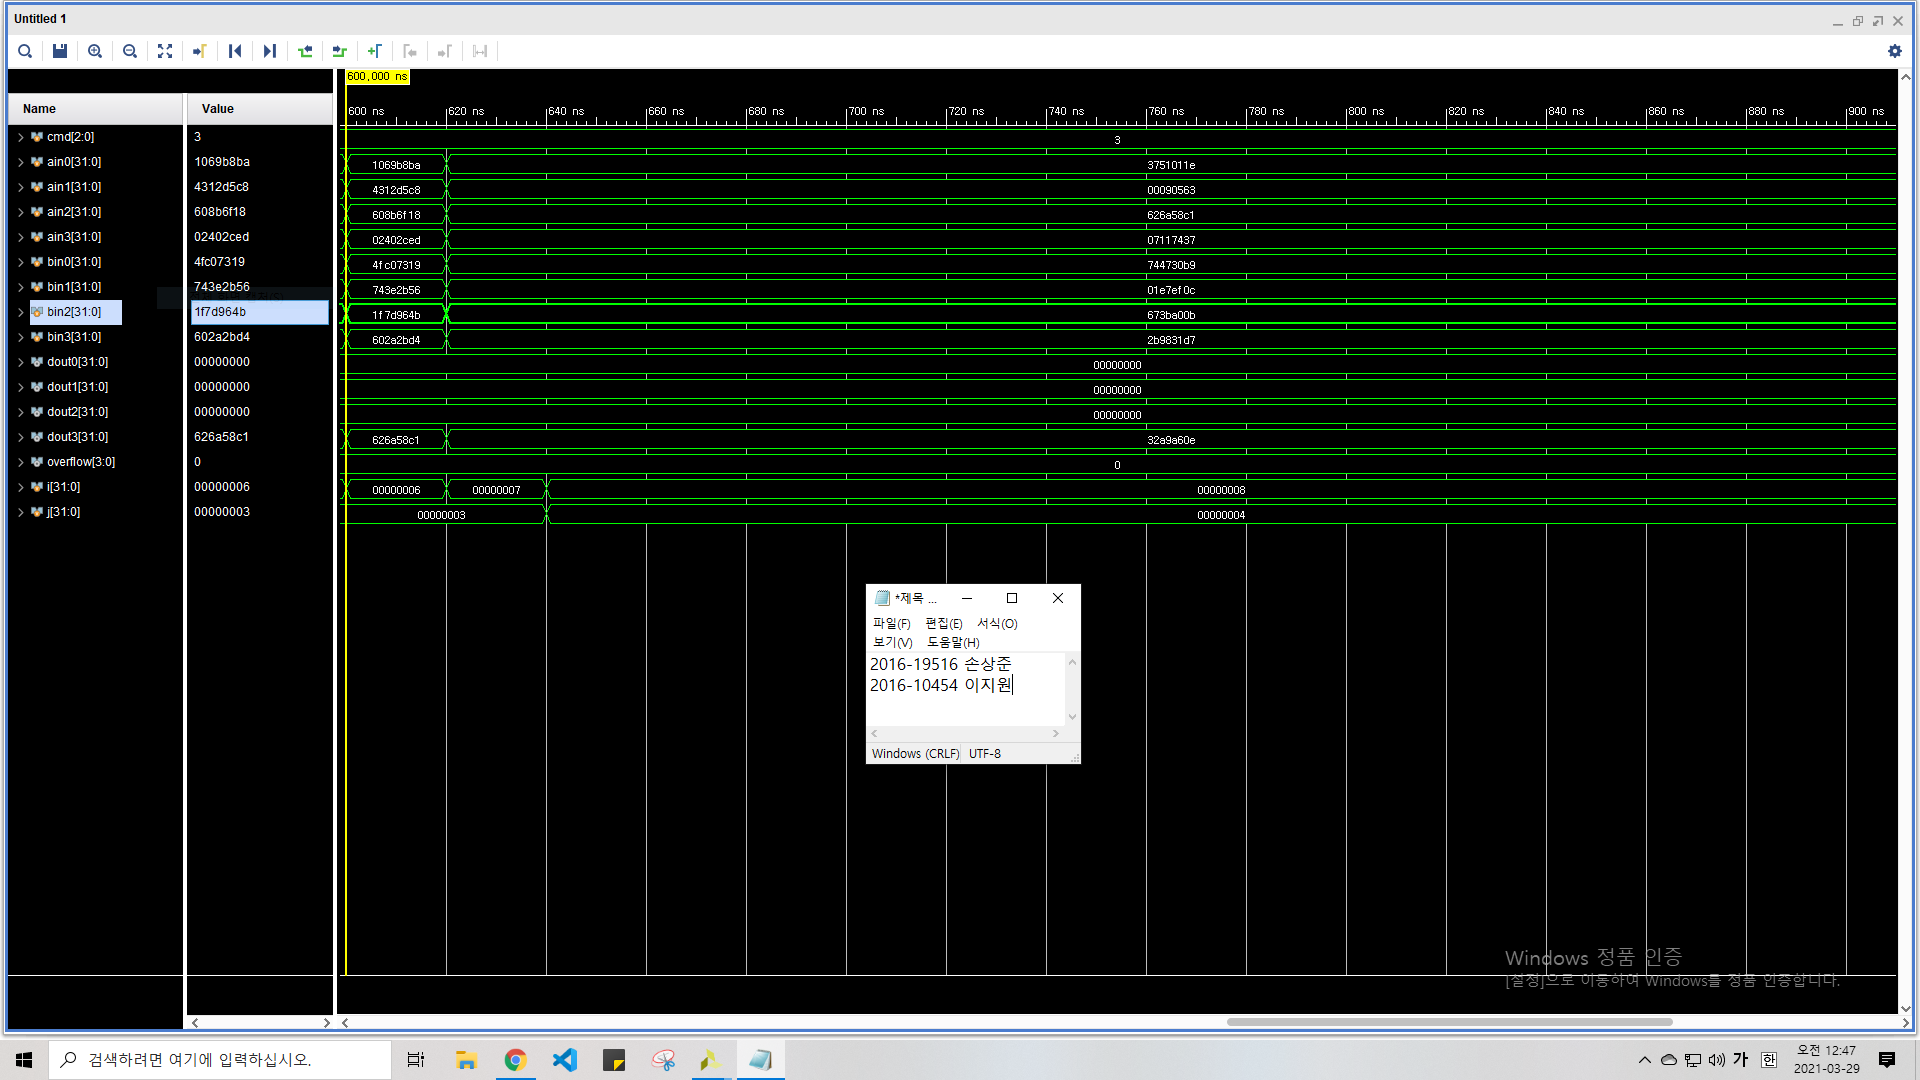 Untitled 1
600,000 ns
Name Value
600 ns 620 ns 640 ns 660 ns 680 ns 700 ns 720 ns 740 ns 760 ns 780 ns 800 ns 820 ns 840 ns 860 ns 880 ns 900 ns
cmd[2:0] 3 3
ain0[31:0] 1069b8ba 1069b8ba 3751011e
ain1[31:0] 4312d5c8 4312d5c8 00090563
ain2[31:0] 608b6f18 608b6f18 626a58c1
ain3[31:0] 02402ced 02402ced 07117437
bin0[31:0] 4fc07319 4fc07319 744730b9
bin1[31:0] 743e2b56 743e2b56 01e7ef0c
bin2[31:0] 1f7d964b 1f7d964b 673ba00b
bin3[31:0] 602a2bd4 602a2bd4 2b9831d7
dout0[31:0] 00000000 00000000
dout1[31:0] 00000000 00000000
dout2[31:0] 00000000 00000000
dout3[31:0] 626a58c1 626a58c1 32a9a60e
overflow[3:0] 0 0
i[31:0] 00000006 00000006 00000007 00000008
j[31:0] 00000003 00000003 00000004
*제목 ...
파일(F) 편집(E) 서식(O)
보기(V) 도움말(H)
2016-19516 손상준
2016-10454 이지원
Windows (CRLF) UTF-8
Windows 정품 인증
[설정]으로 이동하여 Windows를 정품 인증합니다.
검색하려면 여기에 입력하십시오.
가 한 오전 12:47
2021-03-29